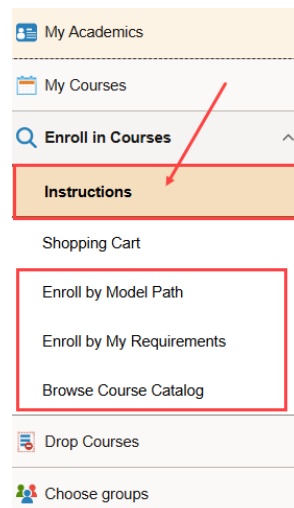 My Academics
My Courses
Enroll in Courses
Instructions
Shopping Cart
Enroll by Model Path
Enroll by My Requirements
Browse Course Catalog
Drop Courses
Choose groups